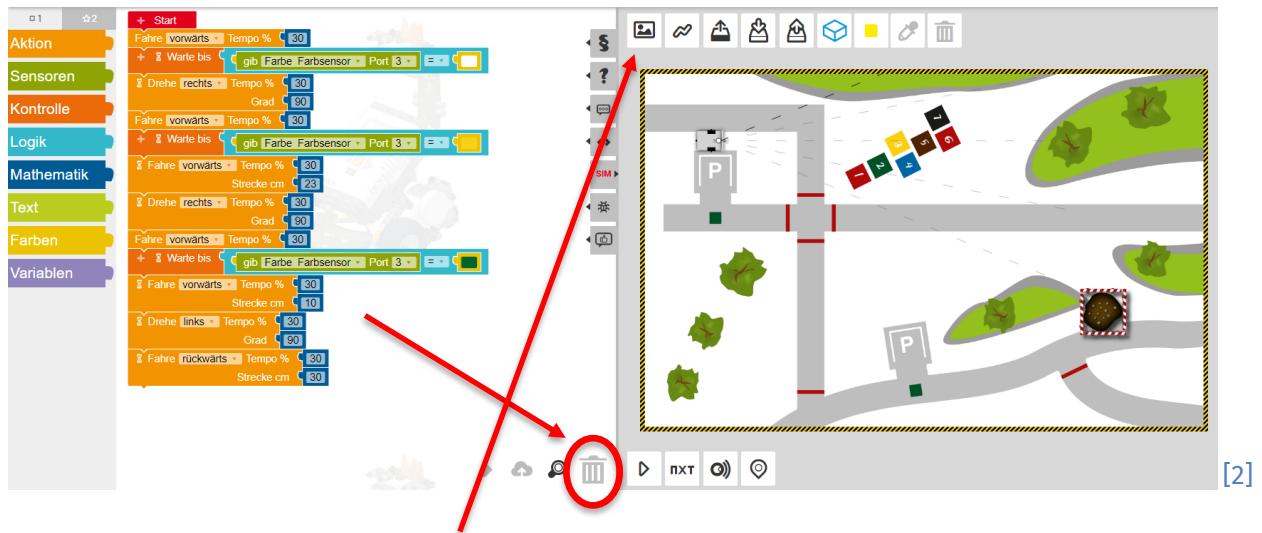 1
2
+ Start
Aktion
Sensoren
Kontrolle
Logik
Mathematik
Text
Farben
Variablen
Fahre vorwärts Tempo % 30
+ Warte bis gib Farbe Farbsensor Port 3 =
Drehe rechts Tempo % 30
Grad 90
Fahre vorwärts Tempo % 30
+ Warte bis gib Farbe Farbsensor Port 3 =
Fahre vorwärts Tempo % 30
Strecke cm 23
Drehe rechts Tempo % 30
Grad 90
Fahre vorwärts Tempo % 30
+ Warte bis gib Farbe Farbsensor Port 3 =
Fahre vorwärts Tempo % 30
Strecke cm 10
Drehe links Tempo % 30
Grad 90
Fahre rückwärts Tempo % 30
Strecke cm 30
§
?
SIM
P
1
2
3
4
5
6
7
P
NXT
[2]